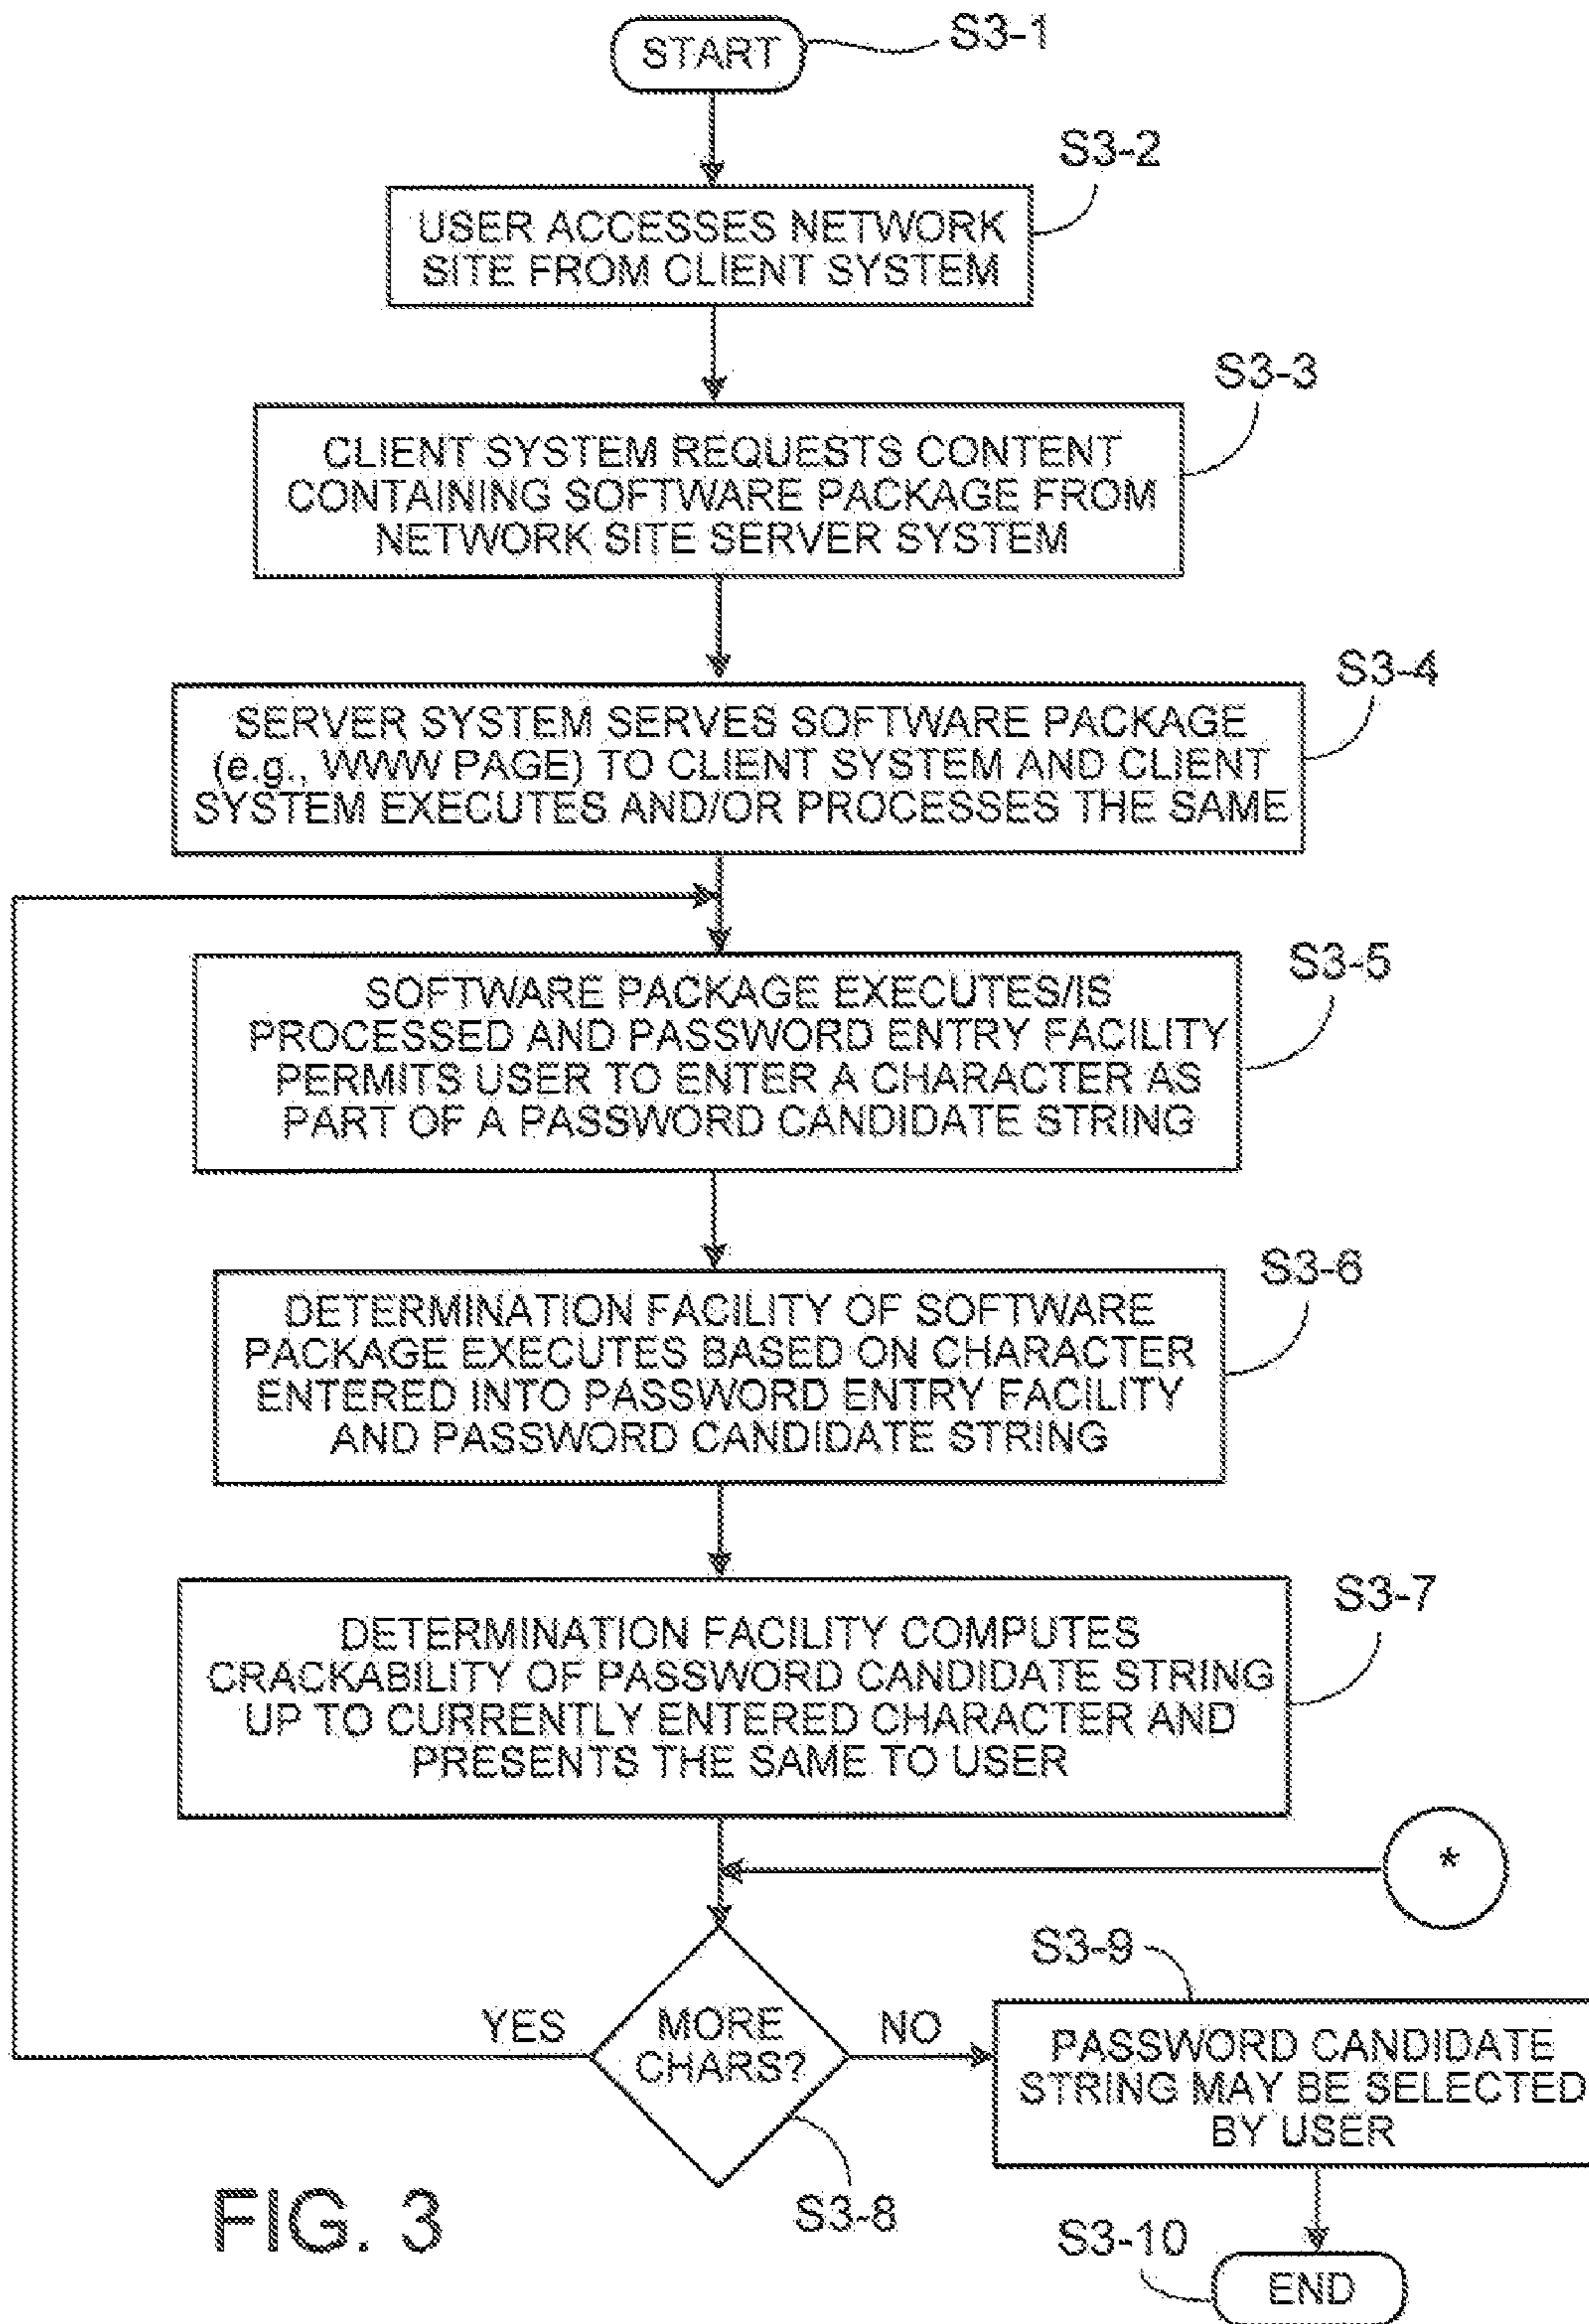 START
S3-1
S3-2
USER ACCESSES NETWORK
SITE FROM CLIENT SYSTEM
S3-3
CLIENT SYSTEM REQUESTS CONTENT
CONTAINING SOFTWARE PACKAGE FROM
NETWORK SITE SERVER SYSTEM
S3-4
SERVER SYSTEM SERVES SOFTWARE PACKAGE
(e.g., WWW PAGE) TO CLIENT SYSTEM AND CLIENT
SYSTEM EXECUTES AND/OR PROCESSES THE SAME
S3-5
SOFTWARE PACKAGE EXECUTES/IS
PROCESSED AND PASSWORD ENTRY FACILITY
PERMITS USER TO ENTER A CHARACTER AS
PART OF A PASSWORD CANDIDATE STRING
S3-6
DETERMINATION FACILITY OF SOFTWARE
PACKAGE EXECUTES BASED ON CHARACTER
ENTERED INTO PASSWORD ENTRY FACILITY
AND PASSWORD CANDIDATE STRING
S3-7
DETERMINATION FACILITY COMPUTES
CRACKABILITY OF PASSWORD CANDIDATE STRING
UP TO CURRENTLY ENTERED CHARACTER AND
PRESENTS THE SAME TO USER
*
S3-9
YES
MORE
CHARS?
NO
PASSWORD CANDIDATE
STRING MAY BE SELECTED
BY USER
S3-8
FIG. 3
S3-10
END